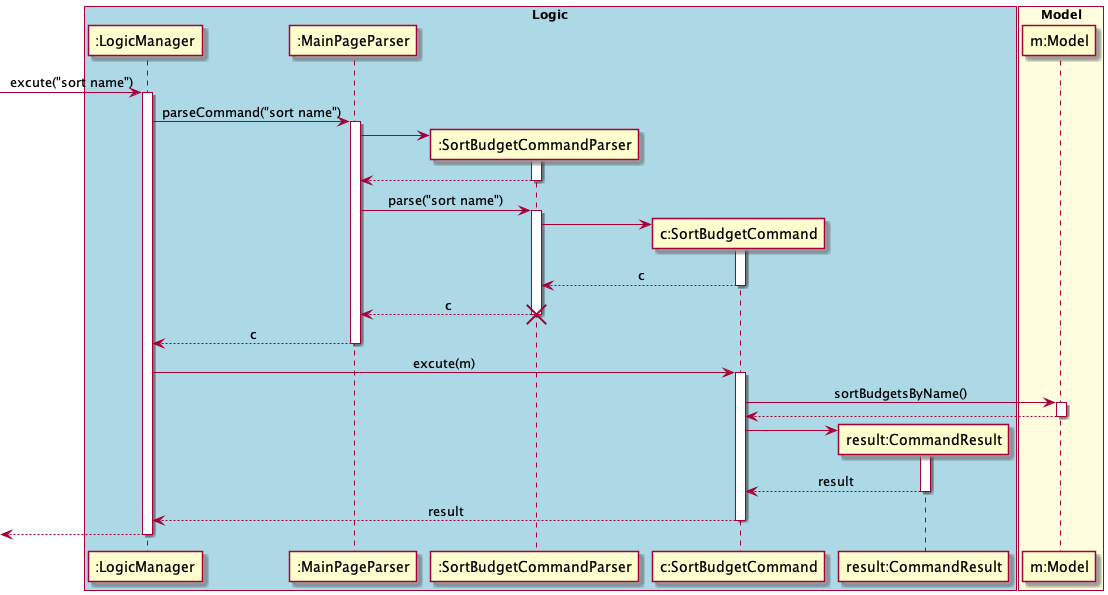 Logic
Model
:LogicManager
:MainPageParser
m:Model
excute("sort name")
parseCommand("sort name")
:SortBudgetCommandParser
parse("sort name")
c:SortBudgetCommand
c
c
c
excute(m)
sortBudgetsByName()
result:CommandResult
result
result
:LogicManager
:MainPageParser
:SortBudgetCommandParser
c:SortBudgetCommand
result:CommandResult
m:Model